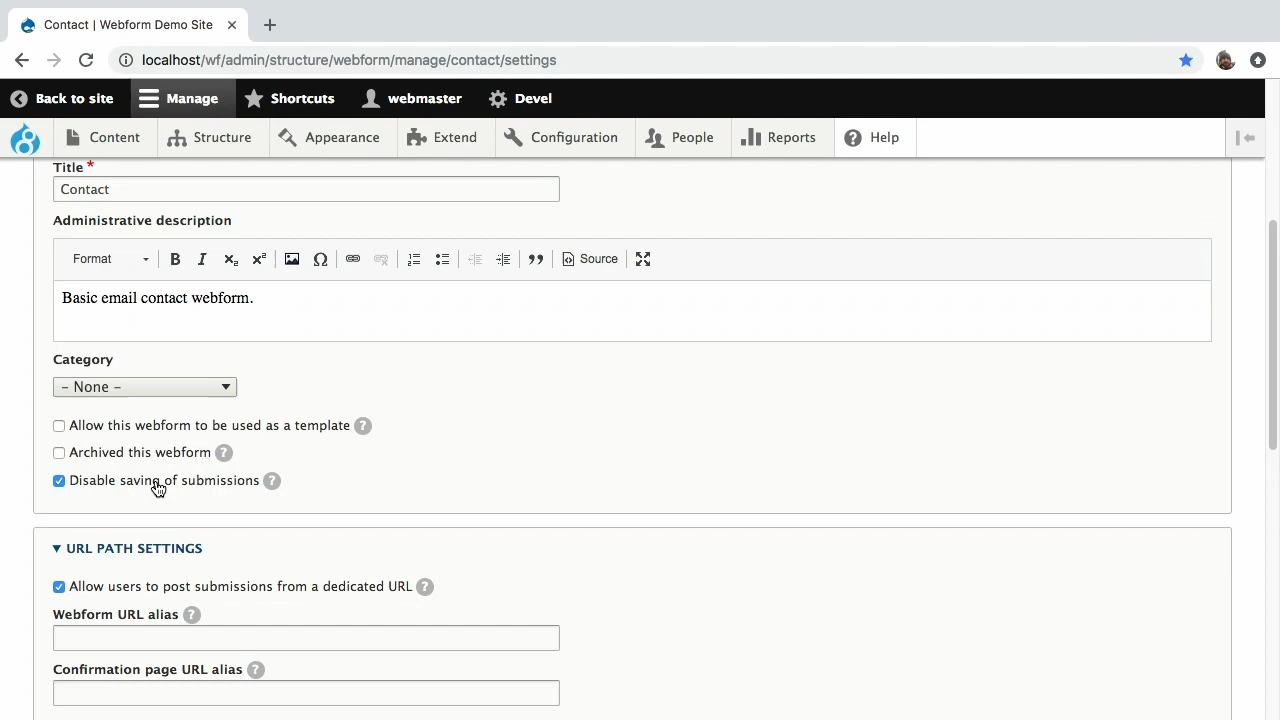 Contact | Webform Demo Site
localhost/wf/admin/structure/webform/manage/contact/settings
Back to site Manage Shortcuts webmaster Devel
Content Structure Appearance Extend Configuration People Reports Help
Title *
Contact
Administrative description
Format B I x₂ x² Ω Source
Basic email contact webform.
Category
- None -
Allow this webform to be used as a template ?
Archived this webform ?
Disable saving of submissions ?
URL PATH SETTINGS
Allow users to post submissions from a dedicated URL ?
Webform URL alias ?
Confirmation page URL alias ?